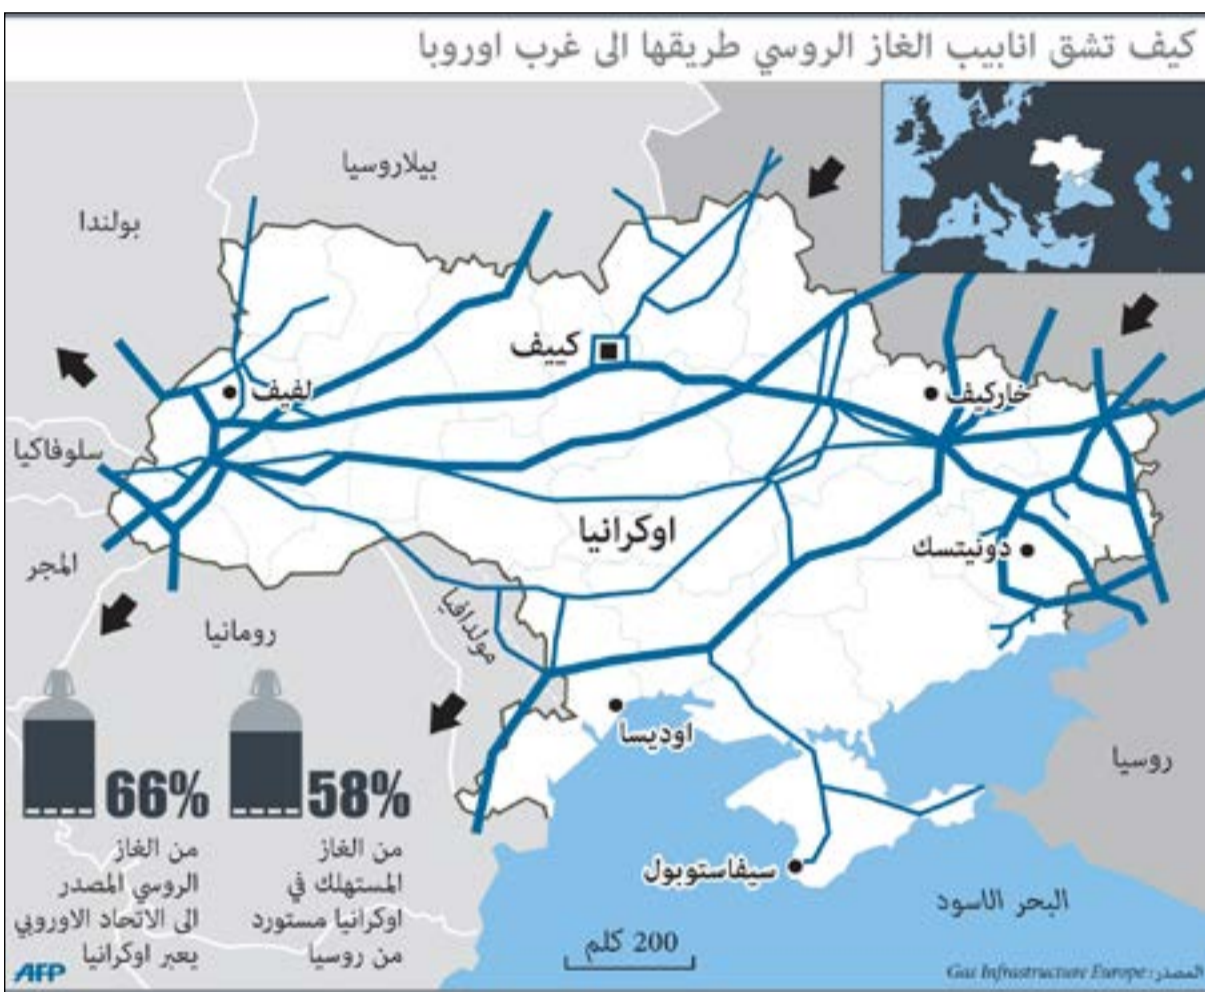 كيف تشق انابيب الغاز الروسي طريقها الى غرب اوروبا
بيلاروسيا
بولندا
كييف
لفيف
خاركيف
سلوفاكيا
اوكرانيا
دونيتسك
المجر
مولدافيا
رومانيا
اوديسا
روسيا
58%
من الغاز
المستهلك في
اوكرانيا مستورد
من روسيا
66%
من الغاز
الروسي المصدر
الى الاتحاد الاوروبي
يعبر اوكرانيا
سيفاستوبول
البحر الاسود
200 كلم
المصدر: Gas Infrastructure Europe
AFP